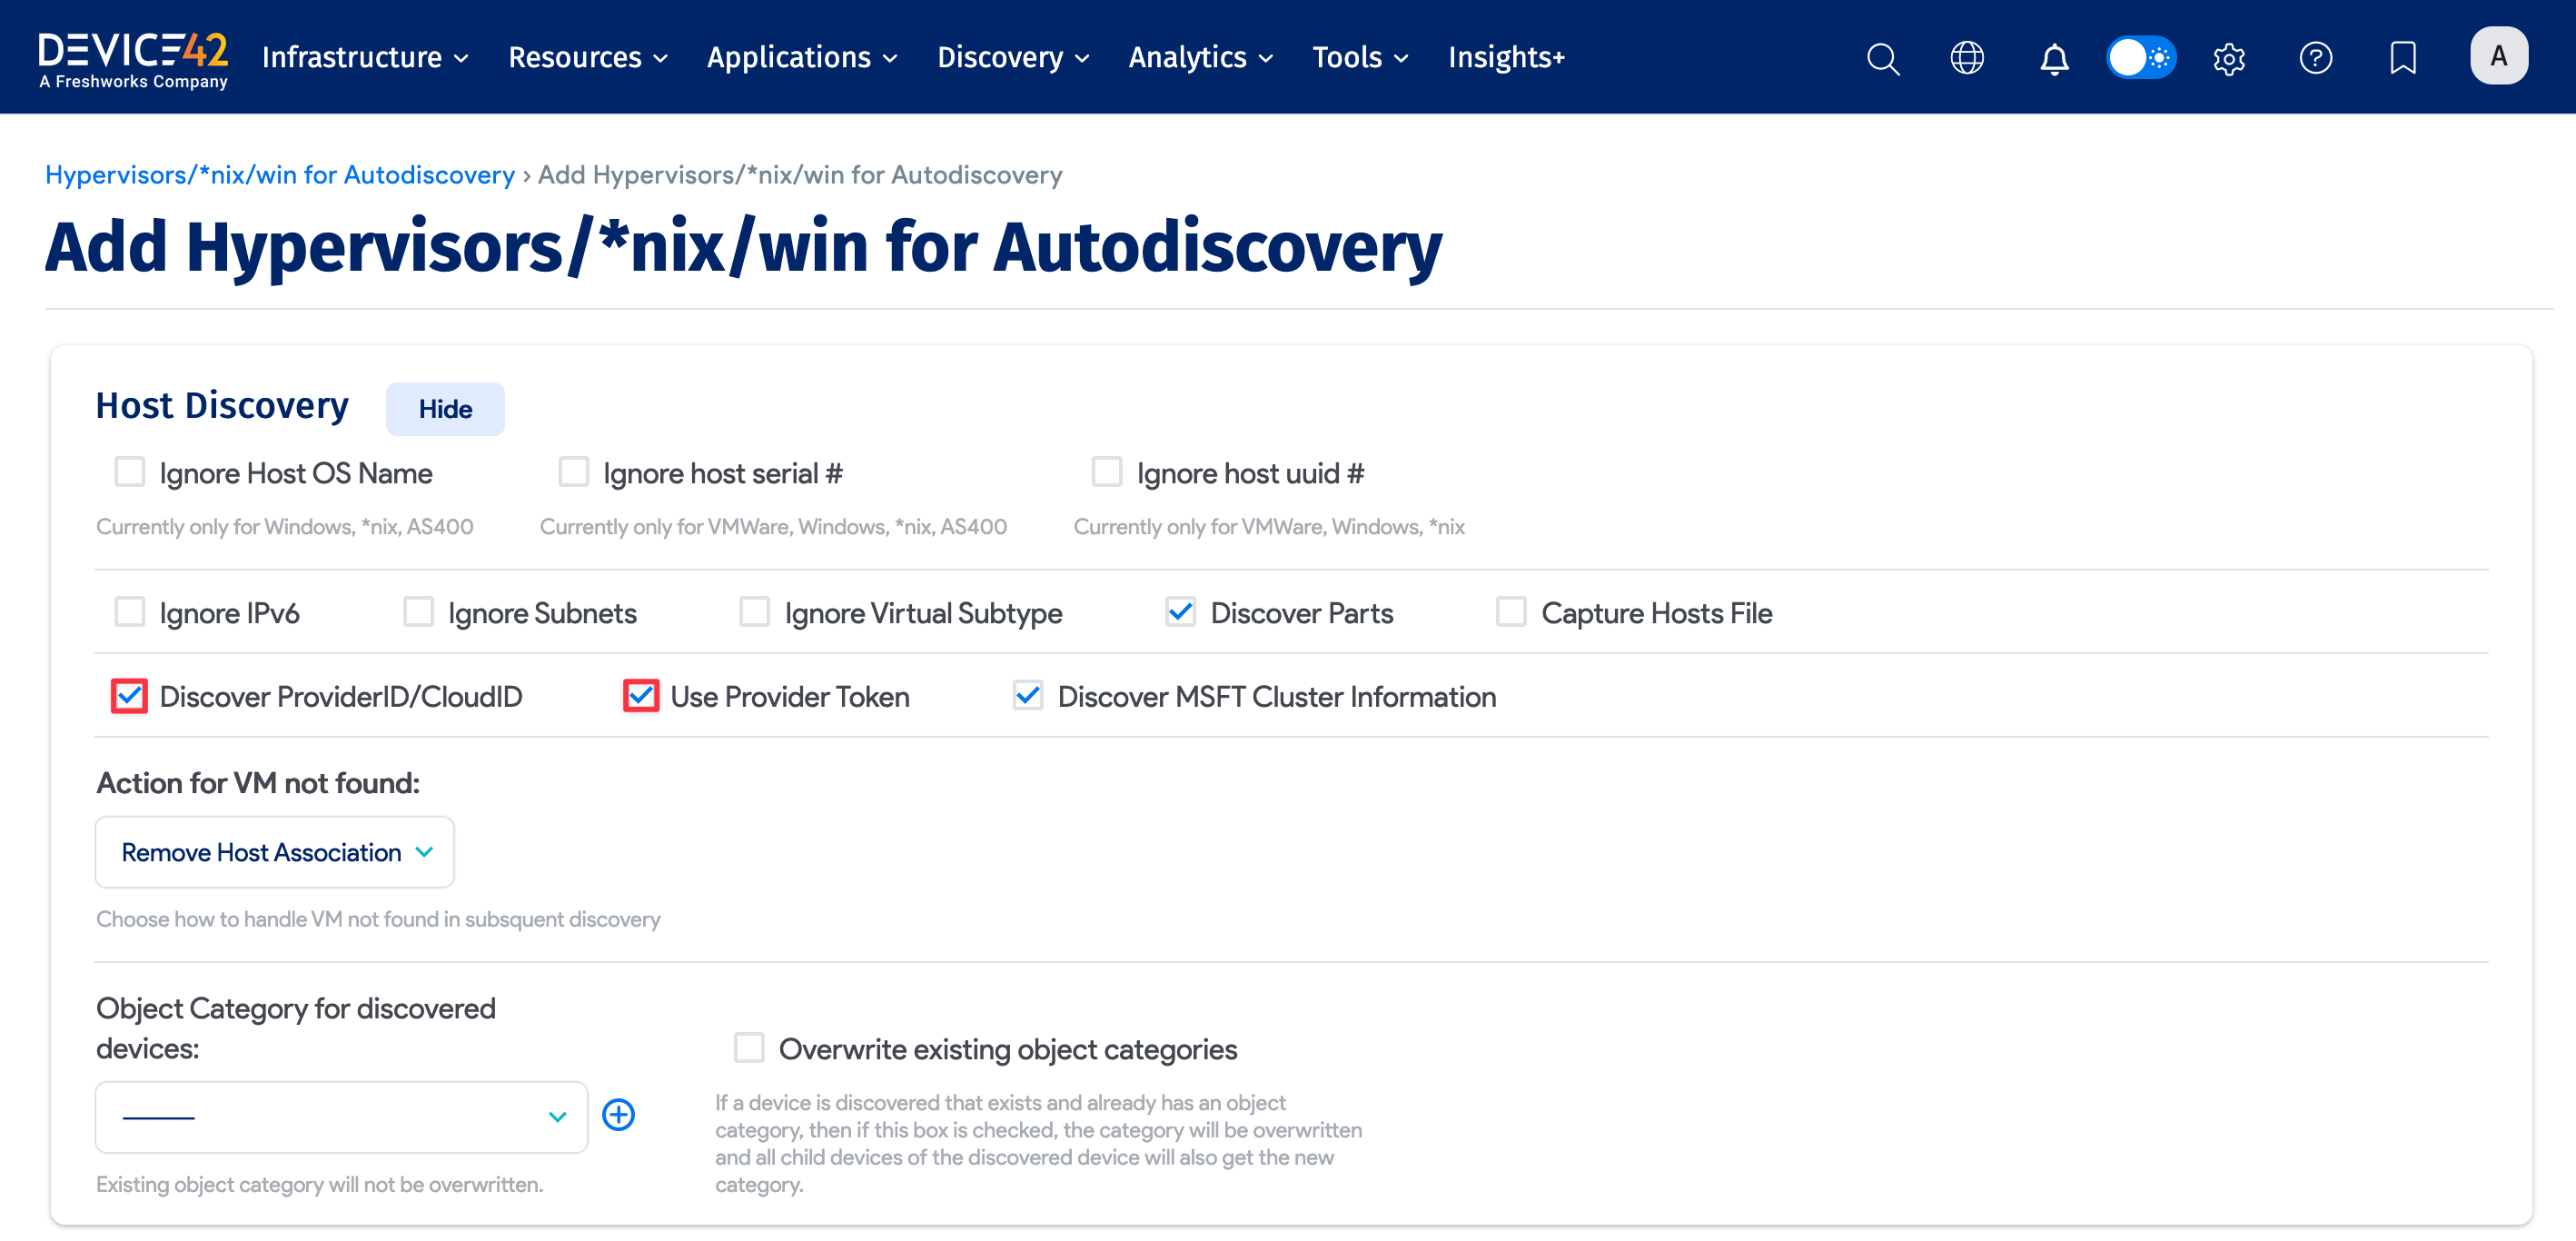 DEVICE42
A Freshworks Company
Infrastructure Resources Applications Discovery Analytics Tools Insights+
A
Hypervisors/*nix/win for Autodiscovery › Add Hypervisors/*nix/win for Autodiscovery
Add Hypervisors/*nix/win for Autodiscovery
Host Discovery Hide
Ignore Host OS Name Ignore host serial # Ignore host uuid #
Currently only for Windows, *nix, AS400 Currently only for VMWare, Windows, *nix, AS400 Currently only for VMWare, Windows, *nix
Ignore IPv6 Ignore Subnets Ignore Virtual Subtype Discover Parts Capture Hosts File
Discover ProviderID/CloudID Use Provider Token Discover MSFT Cluster Information
Action for VM not found:
Remove Host Association
Choose how to handle VM not found in subsquent discovery
Object Category for discovered
devices:
---------
Existing object category will not be overwritten.
Overwrite existing object categories
If a device is discovered that exists and already has an object
category, then if this box is checked, the category will be overwritten
and all child devices of the discovered device will also get the new
category.